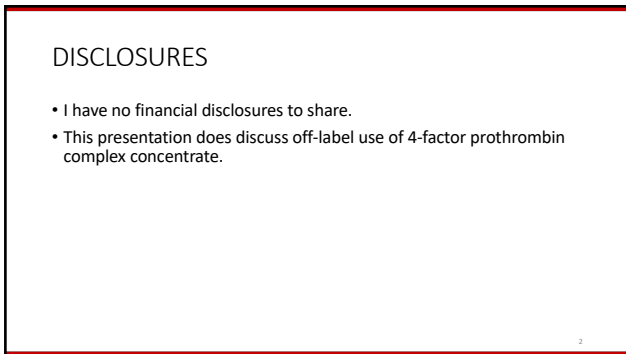 DISCLOSURES
• I have no financial disclosures to share.
• This presentation does discuss off-label use of 4-factor prothrombin
complex concentrate.
2